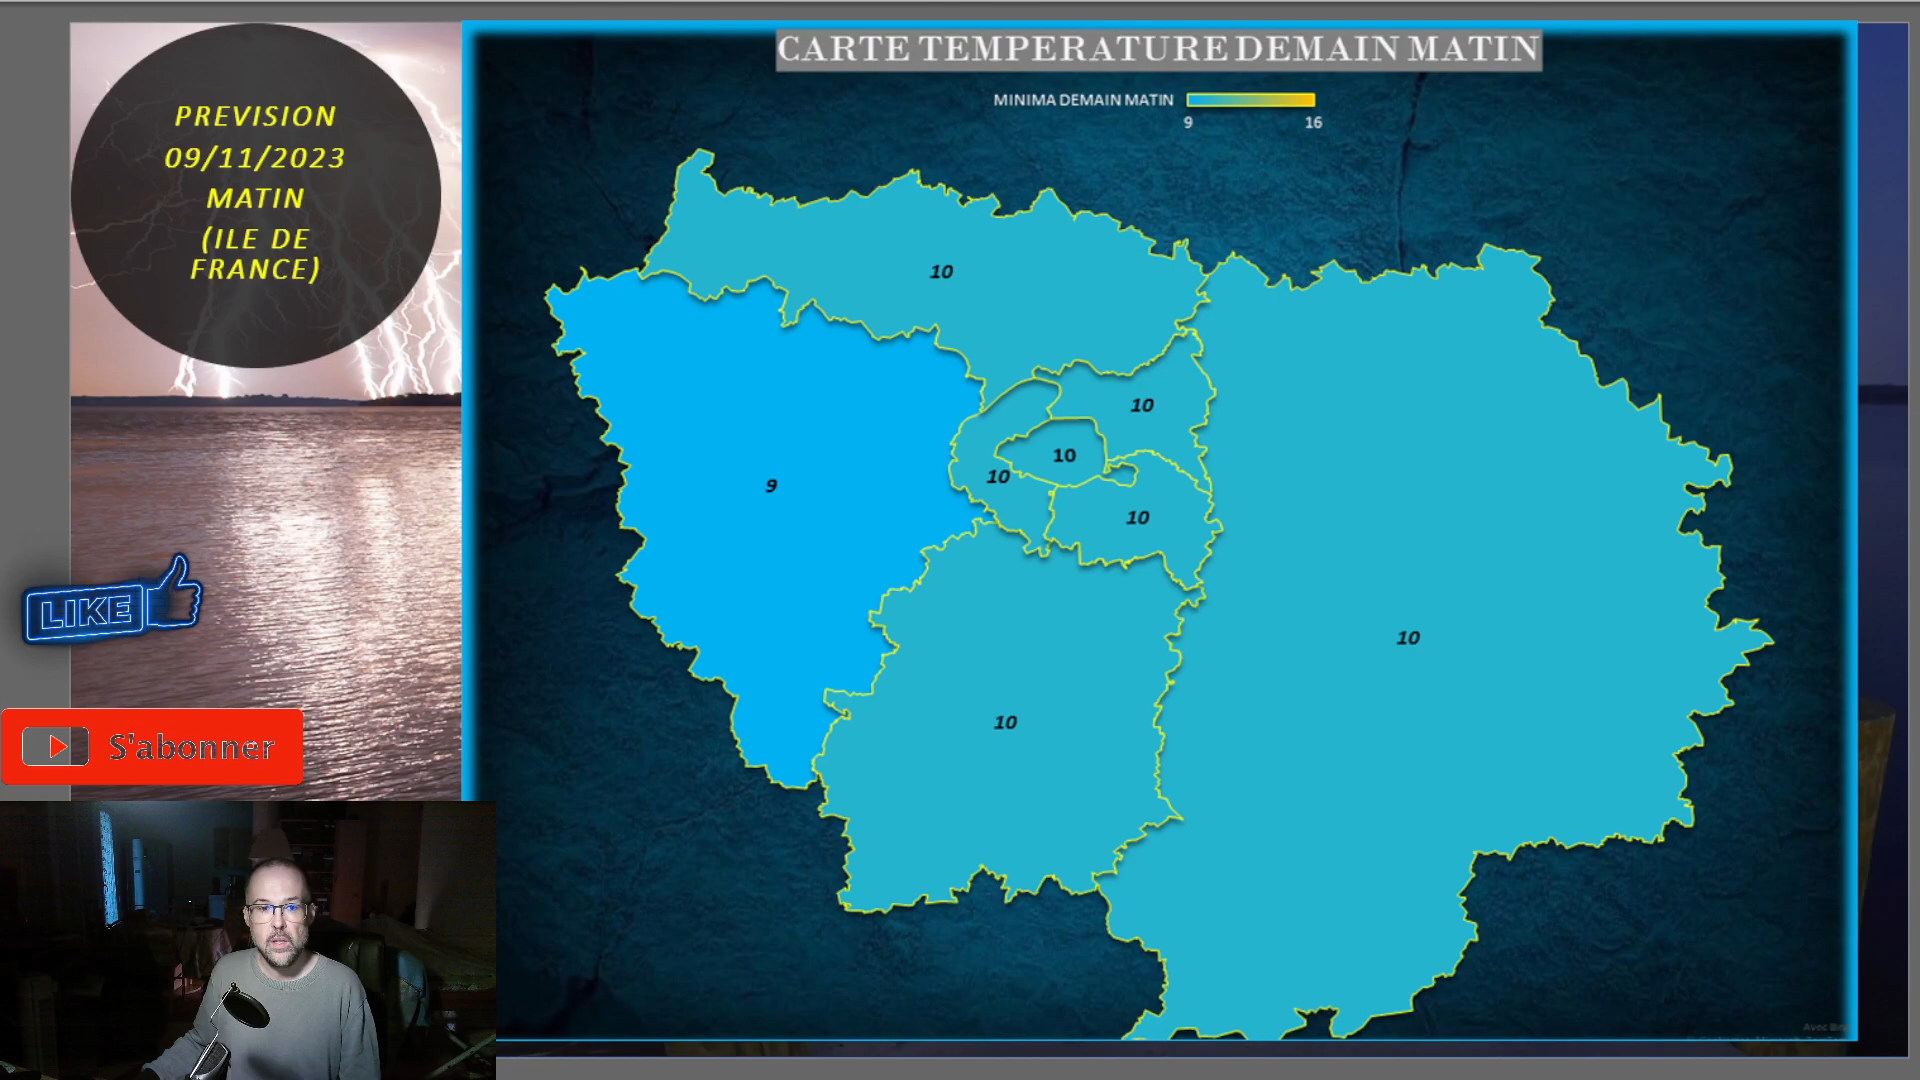 CARTE TEMPERATURE DEMAIN MATIN
MINIMA DEMAIN MATIN
9
16
PREVISION
09/11/2023
MATIN
(ILE DE
FRANCE)
10
10
10
10
9
10
10
10
LIKE
S'abonner